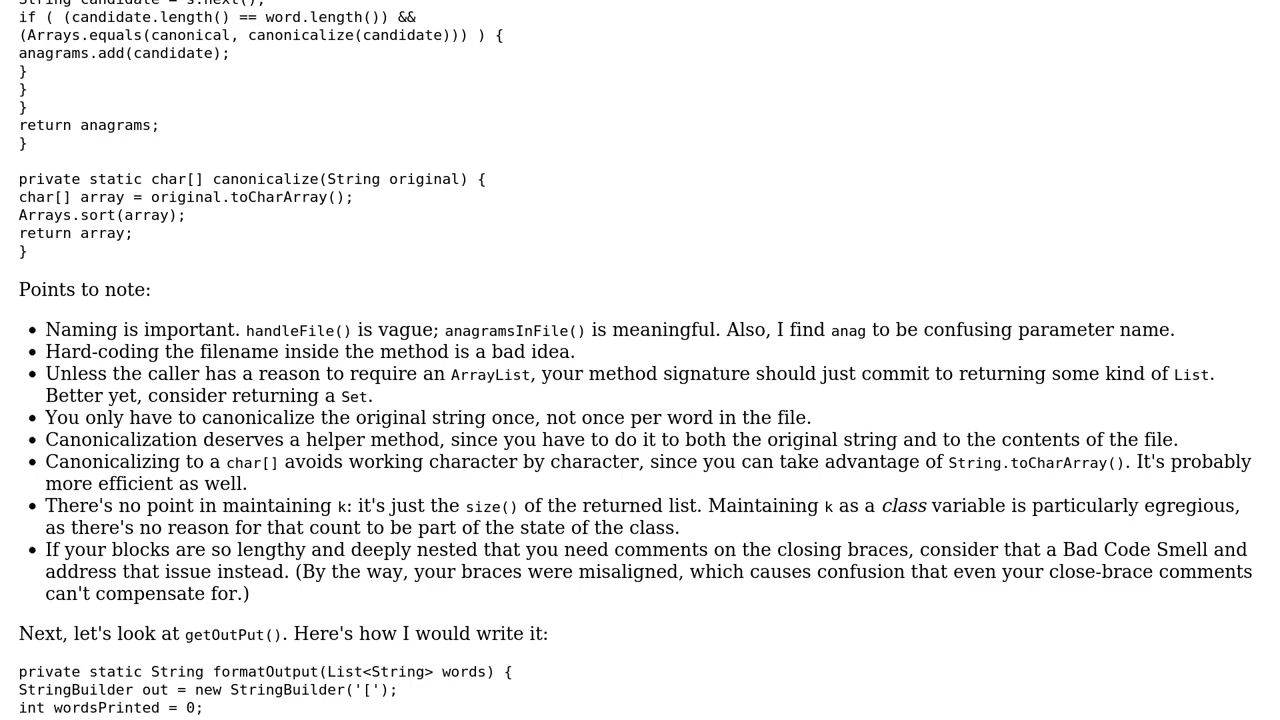 String candidate = s.next();
if ( (candidate.length() == word.length()) &&
(Arrays.equals(canonical, canonicalize(candidate))) ) {
anagrams.add(candidate);
}
}
}
return anagrams;
}
private static char[] canonicalize(String original) {
char[] array = original.toCharArray();
Arrays.sort(array);
return array;
}
Points to note:
• Naming is important. handleFile() is vague; anagramsInFile() is meaningful. Also, I find anag to be confusing parameter name.
• Hard-coding the filename inside the method is a bad idea.
• Unless the caller has a reason to require an ArrayList, your method signature should just commit to returning some kind of List.
Better yet, consider returning a Set.
• You only have to canonicalize the original string once, not once per word in the file.
• Canonicalization deserves a helper method, since you have to do it to both the original string and to the contents of the file.
• Canonicalizing to a char[] avoids working character by character, since you can take advantage of String.toCharArray(). It's probably
more efficient as well.
• There's no point in maintaining k: it's just the size() of the returned list. Maintaining k as a class variable is particularly egregious,
as there's no reason for that count to be part of the state of the class.
• If your blocks are so lengthy and deeply nested that you need comments on the closing braces, consider that a Bad Code Smell and
address that issue instead. (By the way, your braces were misaligned, which causes confusion that even your close-brace comments
can't compensate for.)
Next, let's look at getOutPut(). Here's how I would write it:
private static String formatOutput(List<String> words) {
StringBuilder out = new StringBuilder('[');
int wordsPrinted = 0;